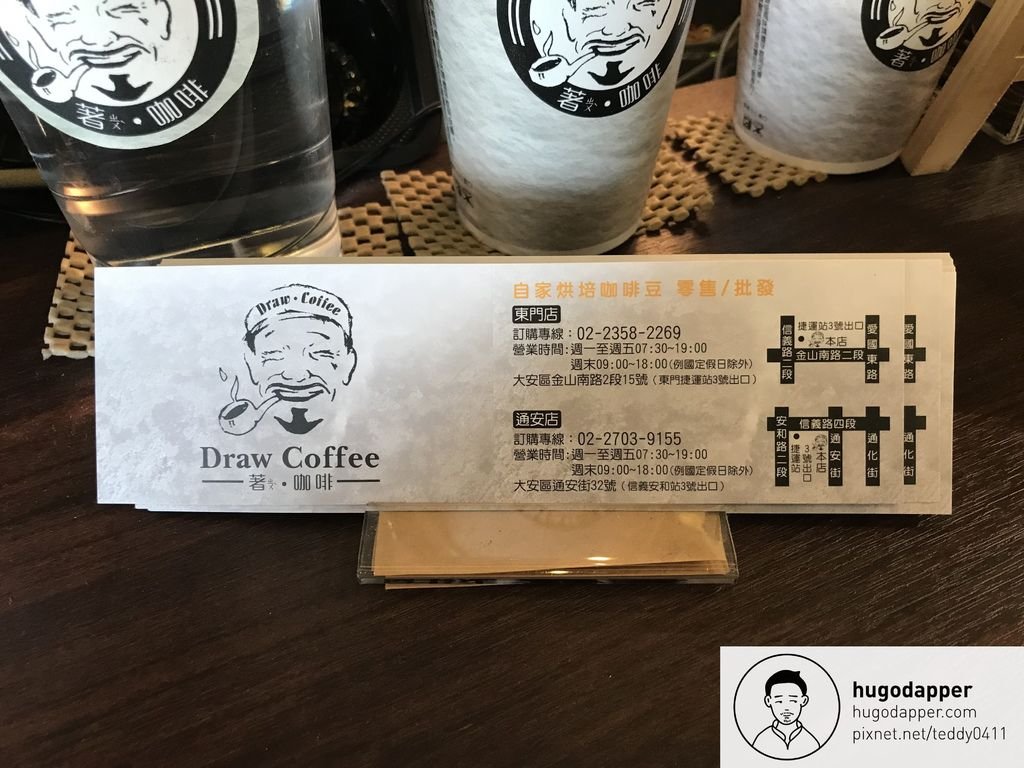 著 · 咖啡
著 · 咖啡
著 · 咖啡
Draw · Coffee
Draw Coffee
著 · 咖啡
自家烘培咖啡豆 零售/批發
東門店
訂購專線：02-2358-2269
營業時間:週一至週五07:30~19:00
週末09:00~18:00(例國定假日除外)
大安區金山南路2段15號（東門捷運站3號出口）
信義路二段
捷運站3號出口
本店
金山南路二段
愛國東路
愛國東路
通安店
訂購專線：02-2703-9155
營業時間:週一至週五07:30~19:00
週末09:00~18:00(例國定假日除外)
大安區通安街32號（信義安和站3號出口）
安和路二段
信義路四段
捷運站
3號出口
本店
通安街
通化街
通化街
hugodapper
hugodapper.com
pixnet.net/teddy0411